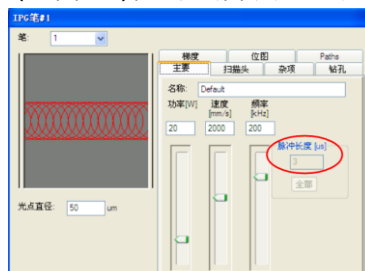 IPG笔#1
笔: 1
梯度 位图 Paths
主要 扫描头 杂项 钻孔
名称: Default
功率[W] 速度[mm/s] 频率[kHz]
脉冲长度 [us]
20 2000 200
3
全部
光点直径: 50 um